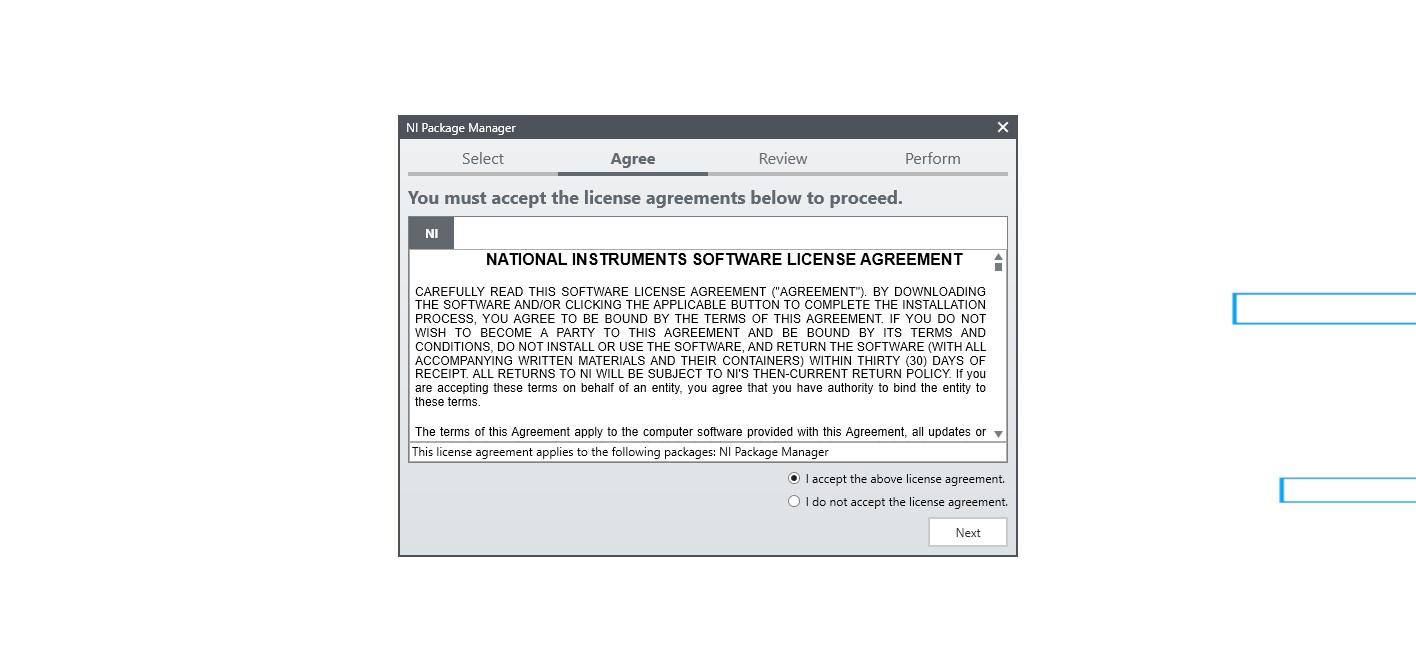 NI Package Manager
Select Agree Review Perform
You must accept the license agreements below to proceed.
NI
NATIONAL INSTRUMENTS SOFTWARE LICENSE AGREEMENT
CAREFULLY READ THIS SOFTWARE LICENSE AGREEMENT ("AGREEMENT"). BY DOWNLOADING
THE SOFTWARE AND/OR CLICKING THE APPLICABLE BUTTON TO COMPLETE THE INSTALLATION
PROCESS, YOU AGREE TO BE BOUND BY THE TERMS OF THIS AGREEMENT. IF YOU DO NOT
WISH TO BECOME A PARTY TO THIS AGREEMENT AND BE BOUND BY ITS TERMS AND
CONDITIONS, DO NOT INSTALL OR USE THE SOFTWARE, AND RETURN THE SOFTWARE (WITH ALL
ACCOMPANYING WRITTEN MATERIALS AND THEIR CONTAINERS) WITHIN THIRTY (30) DAYS OF
RECEIPT. ALL RETURNS TO NI WILL BE SUBJECT TO NI'S THEN-CURRENT RETURN POLICY. If you
are accepting these terms on behalf of an entity, you agree that you have authority to bind the entity to
these terms.
The terms of this Agreement apply to the computer software provided with this Agreement, all updates or
This license agreement applies to the following packages: NI Package Manager
I accept the above license agreement.
I do not accept the license agreement.
Next